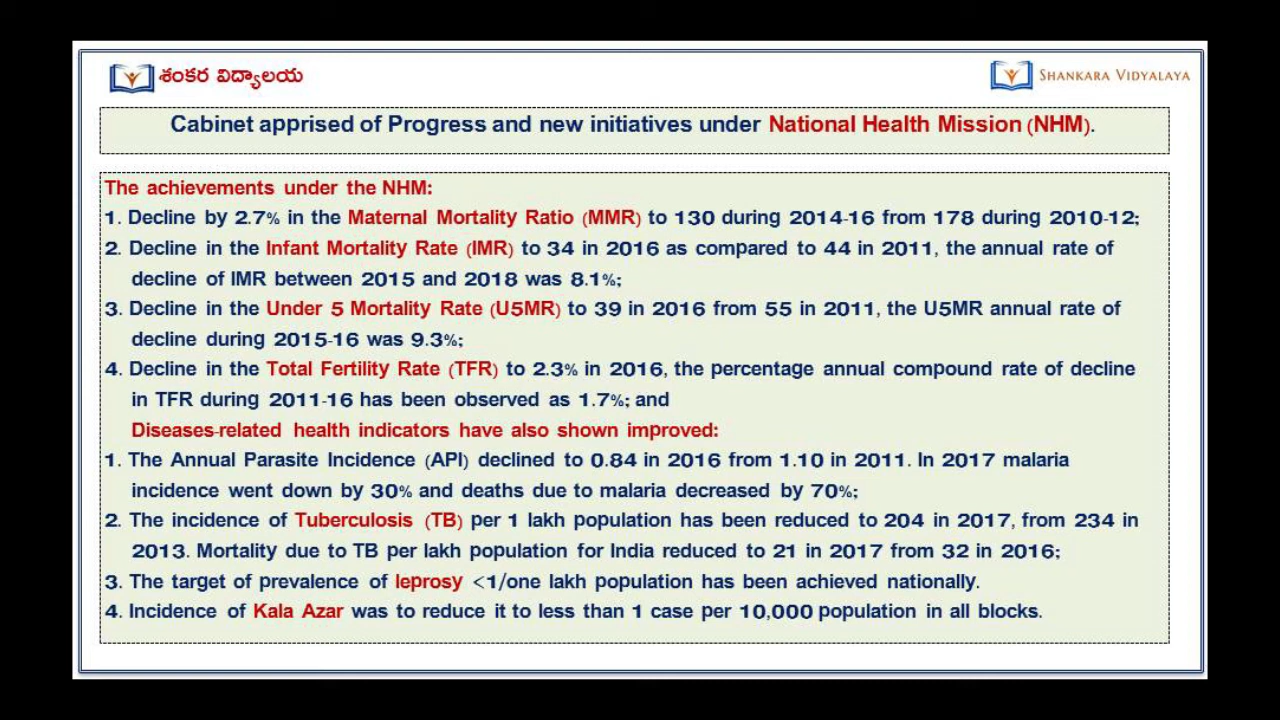 శంకర విద్యాలయ
SHANKARA VIDYALAYA
Cabinet apprised of Progress and new initiatives under National Health Mission (NHM).
The achievements under the NHM:
1. Decline by 2.7% in the Maternal Mortality Ratio (MMR) to 130 during 2014-16 from 178 during 2010-12;
2. Decline in the Infant Mortality Rate (IMR) to 34 in 2016 as compared to 44 in 2011, the annual rate of
decline of IMR between 2015 and 2018 was 8.1%;
3. Decline in the Under 5 Mortality Rate (U5MR) to 39 in 2016 from 55 in 2011, the U5MR annual rate of
decline during 2015-16 was 9.3%;
4. Decline in the Total Fertility Rate (TFR) to 2.3% in 2016, the percentage annual compound rate of decline
in TFR during 2011-16 has been observed as 1.7%; and
Diseases-related health indicators have also shown improved:
1. The Annual Parasite Incidence (API) declined to 0.84 in 2016 from 1.10 in 2011. In 2017 malaria
incidence went down by 30% and deaths due to malaria decreased by 70%;
2. The incidence of Tuberculosis (TB) per 1 lakh population has been reduced to 204 in 2017, from 234 in
2013. Mortality due to TB per lakh population for India reduced to 21 in 2017 from 32 in 2016;
3. The target of prevalence of leprosy <1/one lakh population has been achieved nationally.
4. Incidence of Kala Azar was to reduce it to less than 1 case per 10,000 population in all blocks.